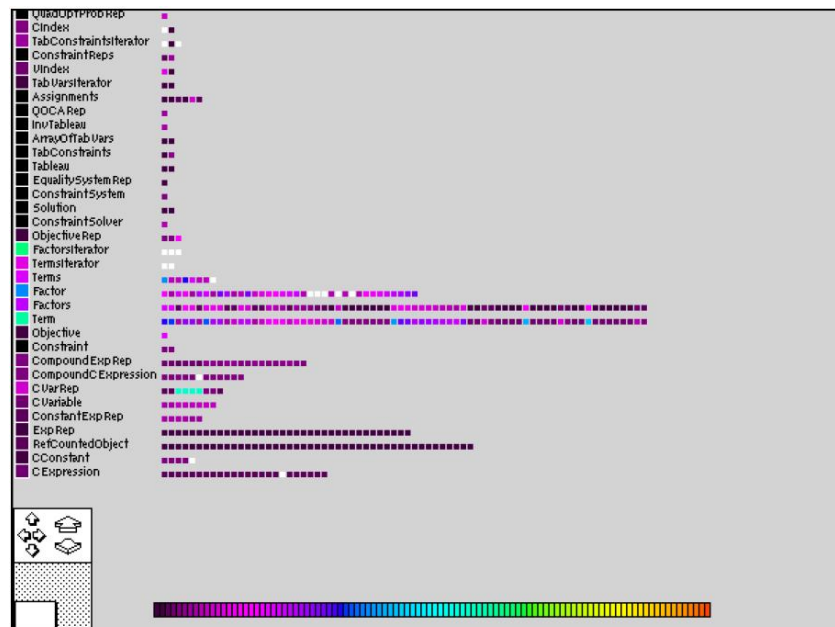 QuadOptProbRep
CIndex
TabConstraintsIterator
ConstraintReps
VIndex
TabVarsIterator
Assignments
QOCARep
InvTableau
ArrayOfTabVars
TabConstraints
Tableau
EqualitySystemRep
ConstraintSystem
Solution
ConstraintSolver
ObjectiveRep
FactorsIterator
TermsIterator
Terms
Factor
Factors
Term
Objective
Constraint
CompoundExpRep
CompoundCExpression
CVarRep
CVariable
ConstantExpRep
ExpRep
RefCountedObject
CConstant
CExpression